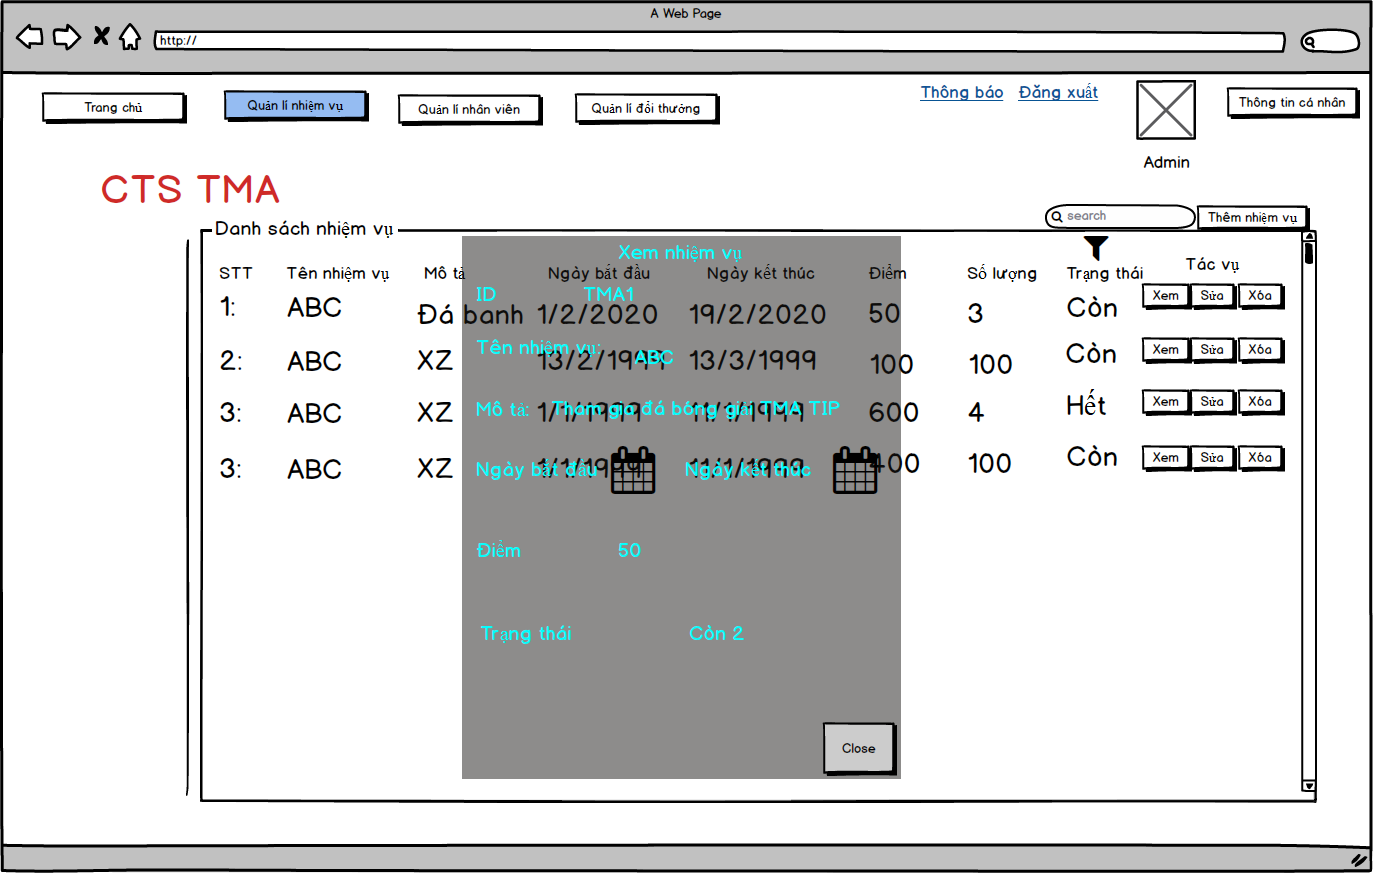 A Web Page
http://
Trang chủ
Quản lí nhiệm vụ
Quản lí nhân viên
Quản lí đổi thưởng
Thông báo
Đăng xuất
Thông tin cá nhân
Admin
CTS TMA
search
Thêm nhiệm vụ
Danh sách nhiệm vụ
Xem nhiệm vụ
STT Tên nhiệm vụ Mô tả Ngày bắt đầu Ngày kết thúc Điểm Số lượng Trạng thái Tác vụ
ID TMA1
1: ABC Đá banh 1/2/2020 19/2/2020 50 3 Còn Xem Sửa Xóa
Tên nhiệm vụ: ABC
2: ABC XZ 13/2/1999 13/3/1999 100 100 Còn Xem Sửa Xóa
Mô tả: Tham gia đá bóng giải TMA TIP
3: ABC XZ 1/1/1999 11/1/1999 600 4 Hết Xem Sửa Xóa
Ngày bắt đầu Ngày kết thúc
3: ABC XZ 1/1/1999 11/1/1999 400 100 Còn Xem Sửa Xóa
Điểm 50
Trạng thái Còn 2
Close